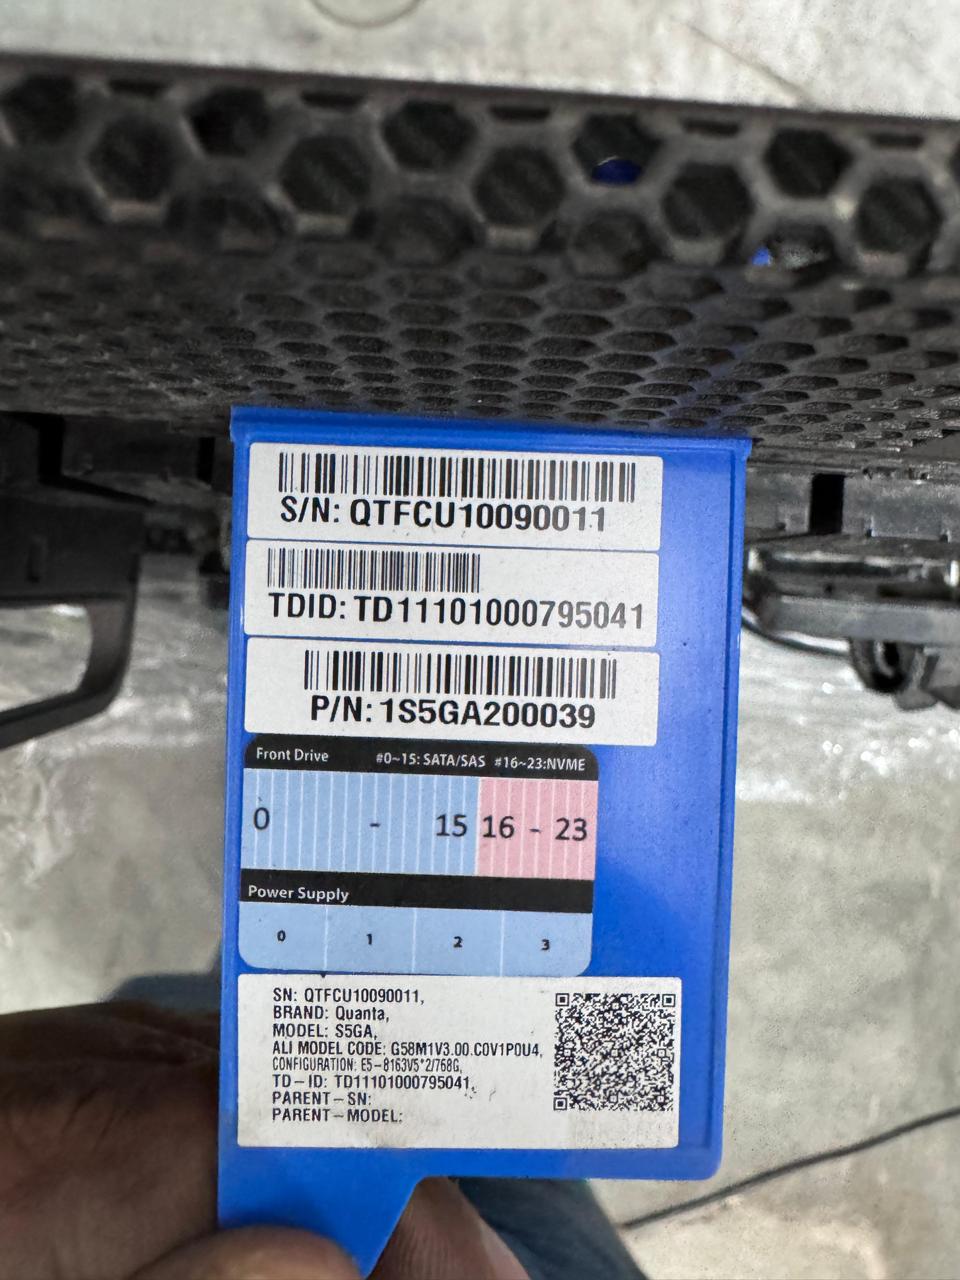 S/N: QTFCU10090011
TDID: TD11101000795041
P/N: 1S5GA200039
Front Drive #0~15: SATA/SAS #16~23:NVME
0 - 15 16 - 23
Power Supply
0 1 2 3
SN: QTFCU10090011,
BRAND: Quanta,
MODEL: S5GA,
ALI MODEL CODE: G58M1V3.00.C0V1P0U4,
CONFIGURATION: E5-8163V5*2/768G,
TD-ID: TD11101000795041,
PARENT-SN:
PARENT-MODEL: